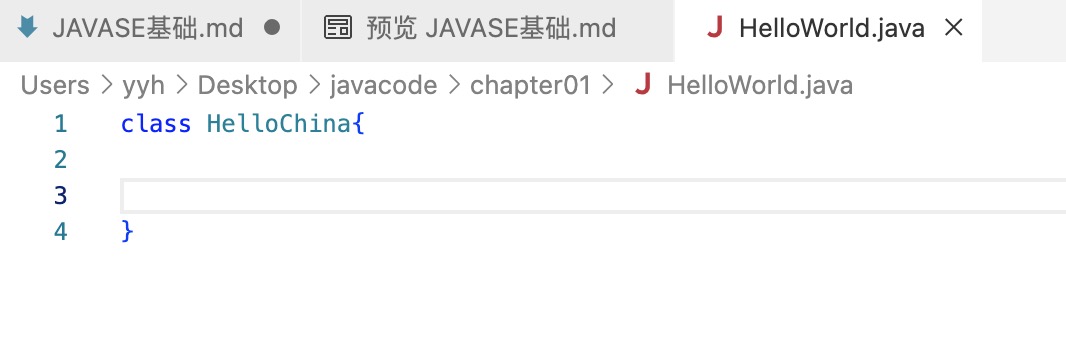 JAVASE基础.md 预览 JAVASE基础.md HelloWorld.java
Users yyh Desktop javacode chapter01 HelloWorld.java
1 class HelloChina{
2
3
4 }